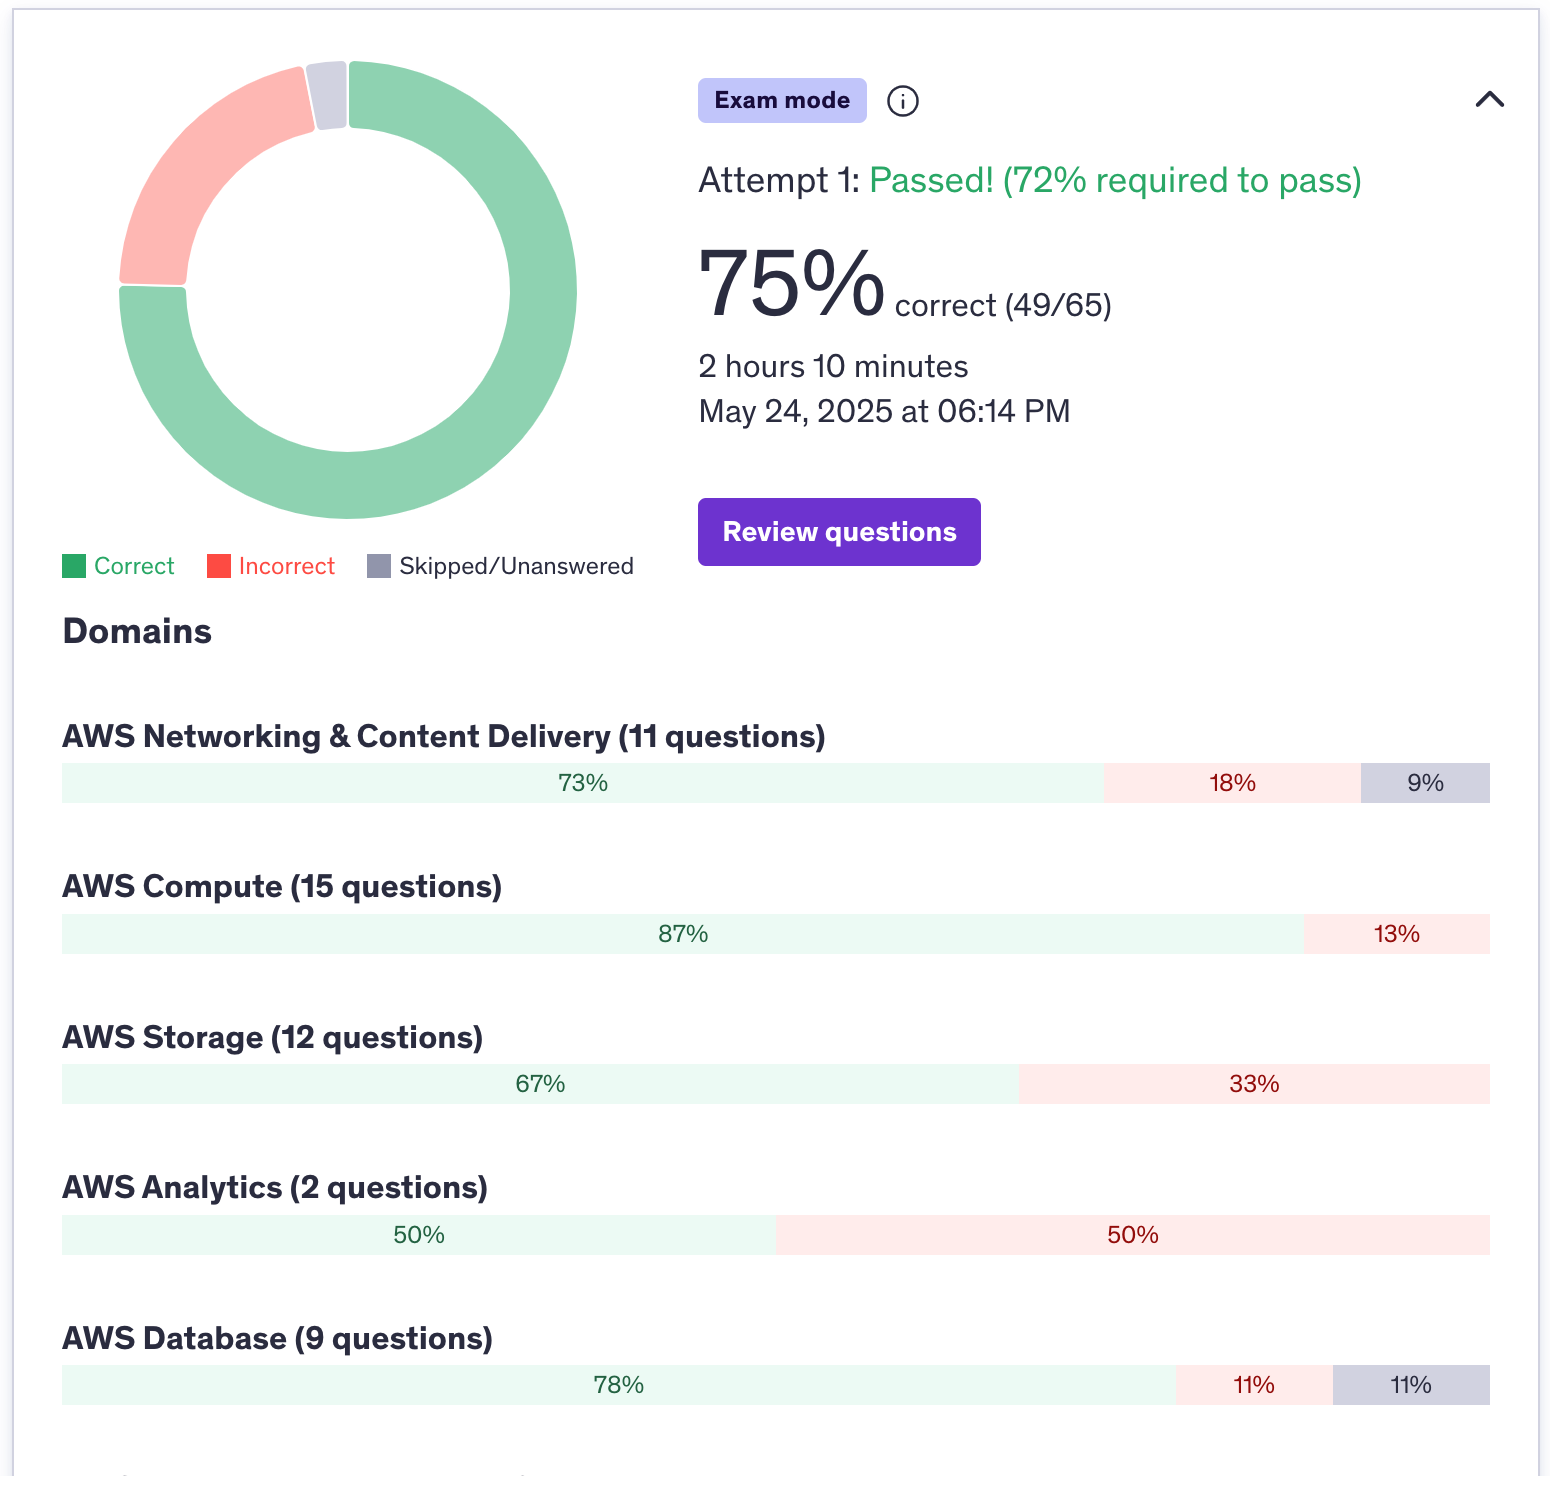 Exam mode
Attempt 1: Passed! (72% required to pass)
75% correct (49/65)
2 hours 10 minutes
May 24, 2025 at 06:14 PM
Review questions
Correct Incorrect Skipped/Unanswered
Domains
AWS Networking & Content Delivery (11 questions)
73% 18% 9%
AWS Compute (15 questions)
87% 13%
AWS Storage (12 questions)
67% 33%
AWS Analytics (2 questions)
50% 50%
AWS Database (9 questions)
78% 11% 11%